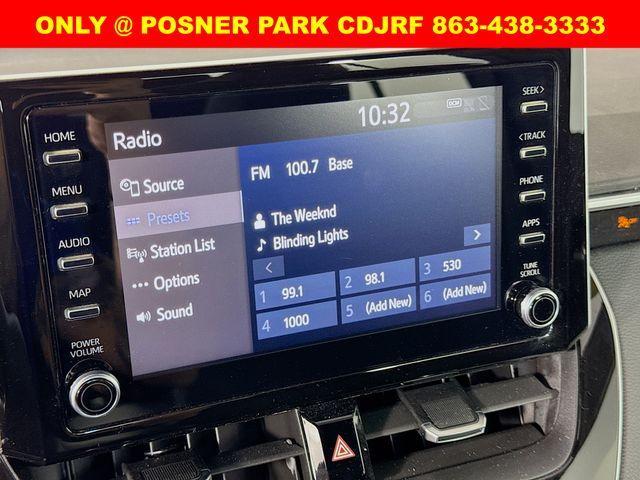 ONLY @ POSNER PARK CDJRF 863-438-3333
10:32
DCM
Radio
FM 100.7 Base
Source
Presets
Station List
Options
Sound
The Weeknd
Blinding Lights
<
>
1 99.1
2 98.1
3 530
4 1000
5 (Add New)
6 (Add New)
HOME
MENU
AUDIO
MAP
POWER
VOLUME
SEEK>
<TRACK
PHONE
APPS
TUNE
SCROLL